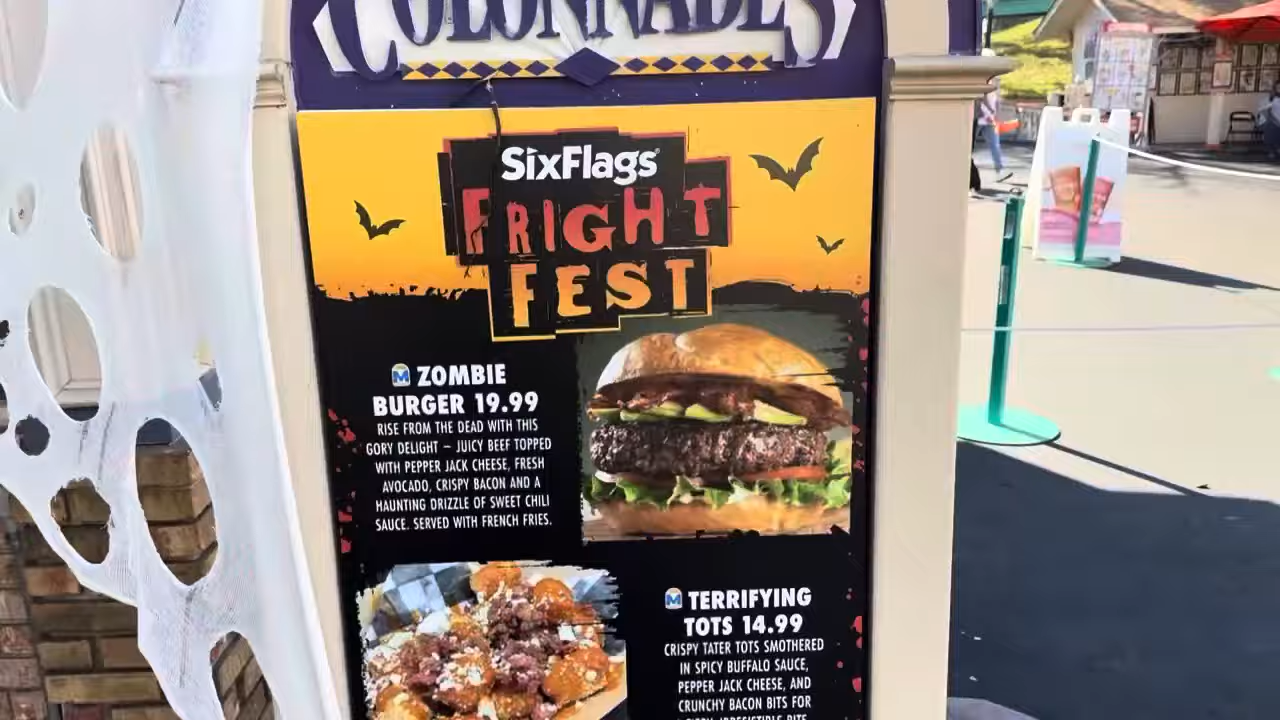 COLONNADES
SixFlags
FRIGHT
FEST
ZOMBIE
BURGER 19.99
RISE FROM THE DEAD WITH THIS
GORY DELIGHT – JUICY BEEF TOPPED
WITH PEPPER JACK CHEESE, FRESH
AVOCADO, CRISPY BACON AND A
HAUNTING DRIZZLE OF SWEET CHILI
SAUCE. SERVED WITH FRENCH FRIES.
TERRIFYING
TOTS 14.99
CRISPY TATER TOTS SMOTHERED
IN SPICY BUFFALO SAUCE,
PEPPER JACK CHEESE, AND
CRUNCHY BACON BITS FOR
IRRESISTIBLE BITE